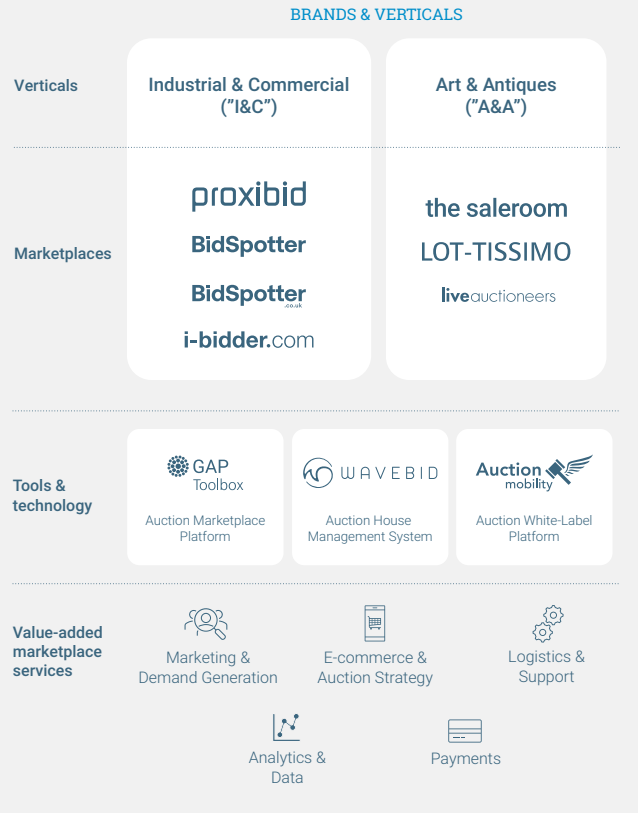 BRANDS & VERTICALS
Verticals
Industrial & Commercial
(”I&C”)
Art & Antiques
(”A&A”)
Marketplaces
proxibid
BidSpotter
BidSpotter
.co.uk
i-bidder.com
the saleroom
LOT-TISSIMO
liveauctioneers
Tools &
technology
GAP
Toolbox
Auction Marketplace
Platform
WAVEBID
Auction House
Management System
Auction
mobility
Auction White-Label
Platform
Value-added
marketplace
services
Marketing &
Demand Generation
E-commerce &
Auction Strategy
Logistics &
Support
Analytics &
Data
Payments